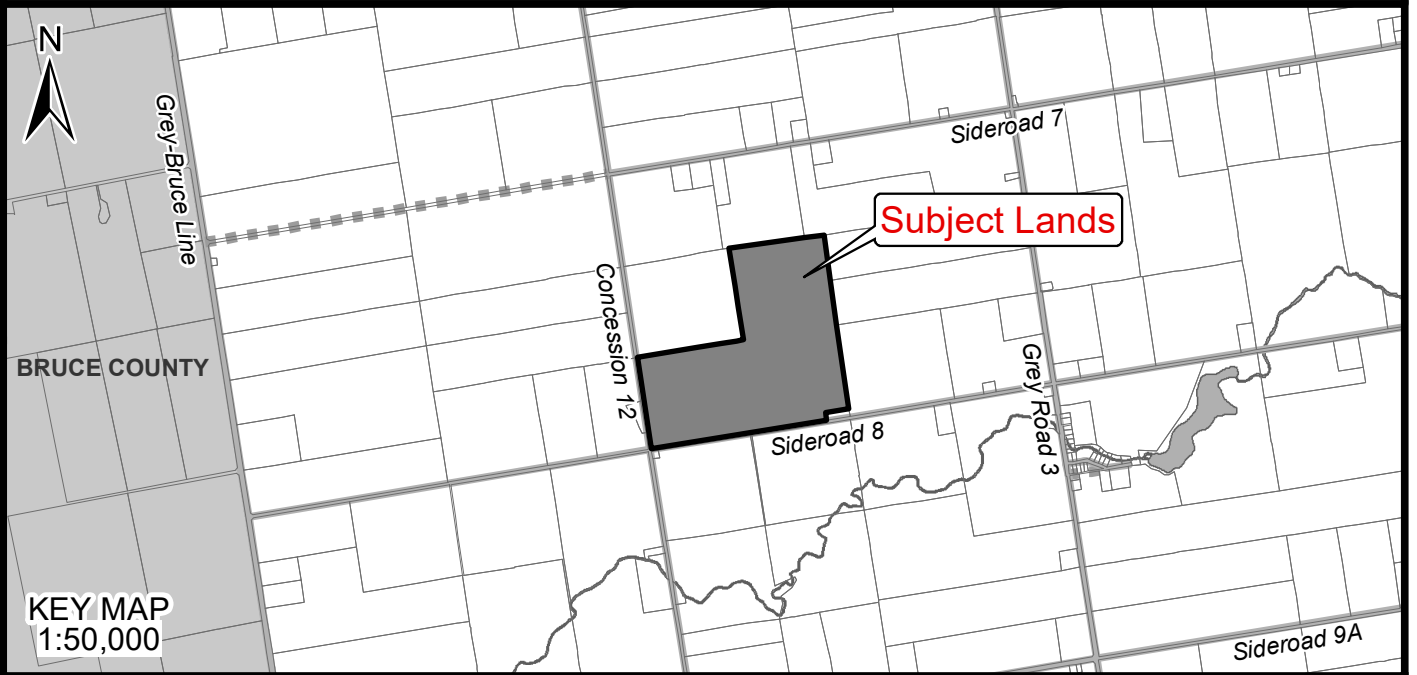 N
Grey-Bruce Line
Sideroad 7
Subject Lands
Concession 12
BRUCE COUNTY
Grey Road 3
Sideroad 8
KEY MAP
1:50,000
Sideroad 9A